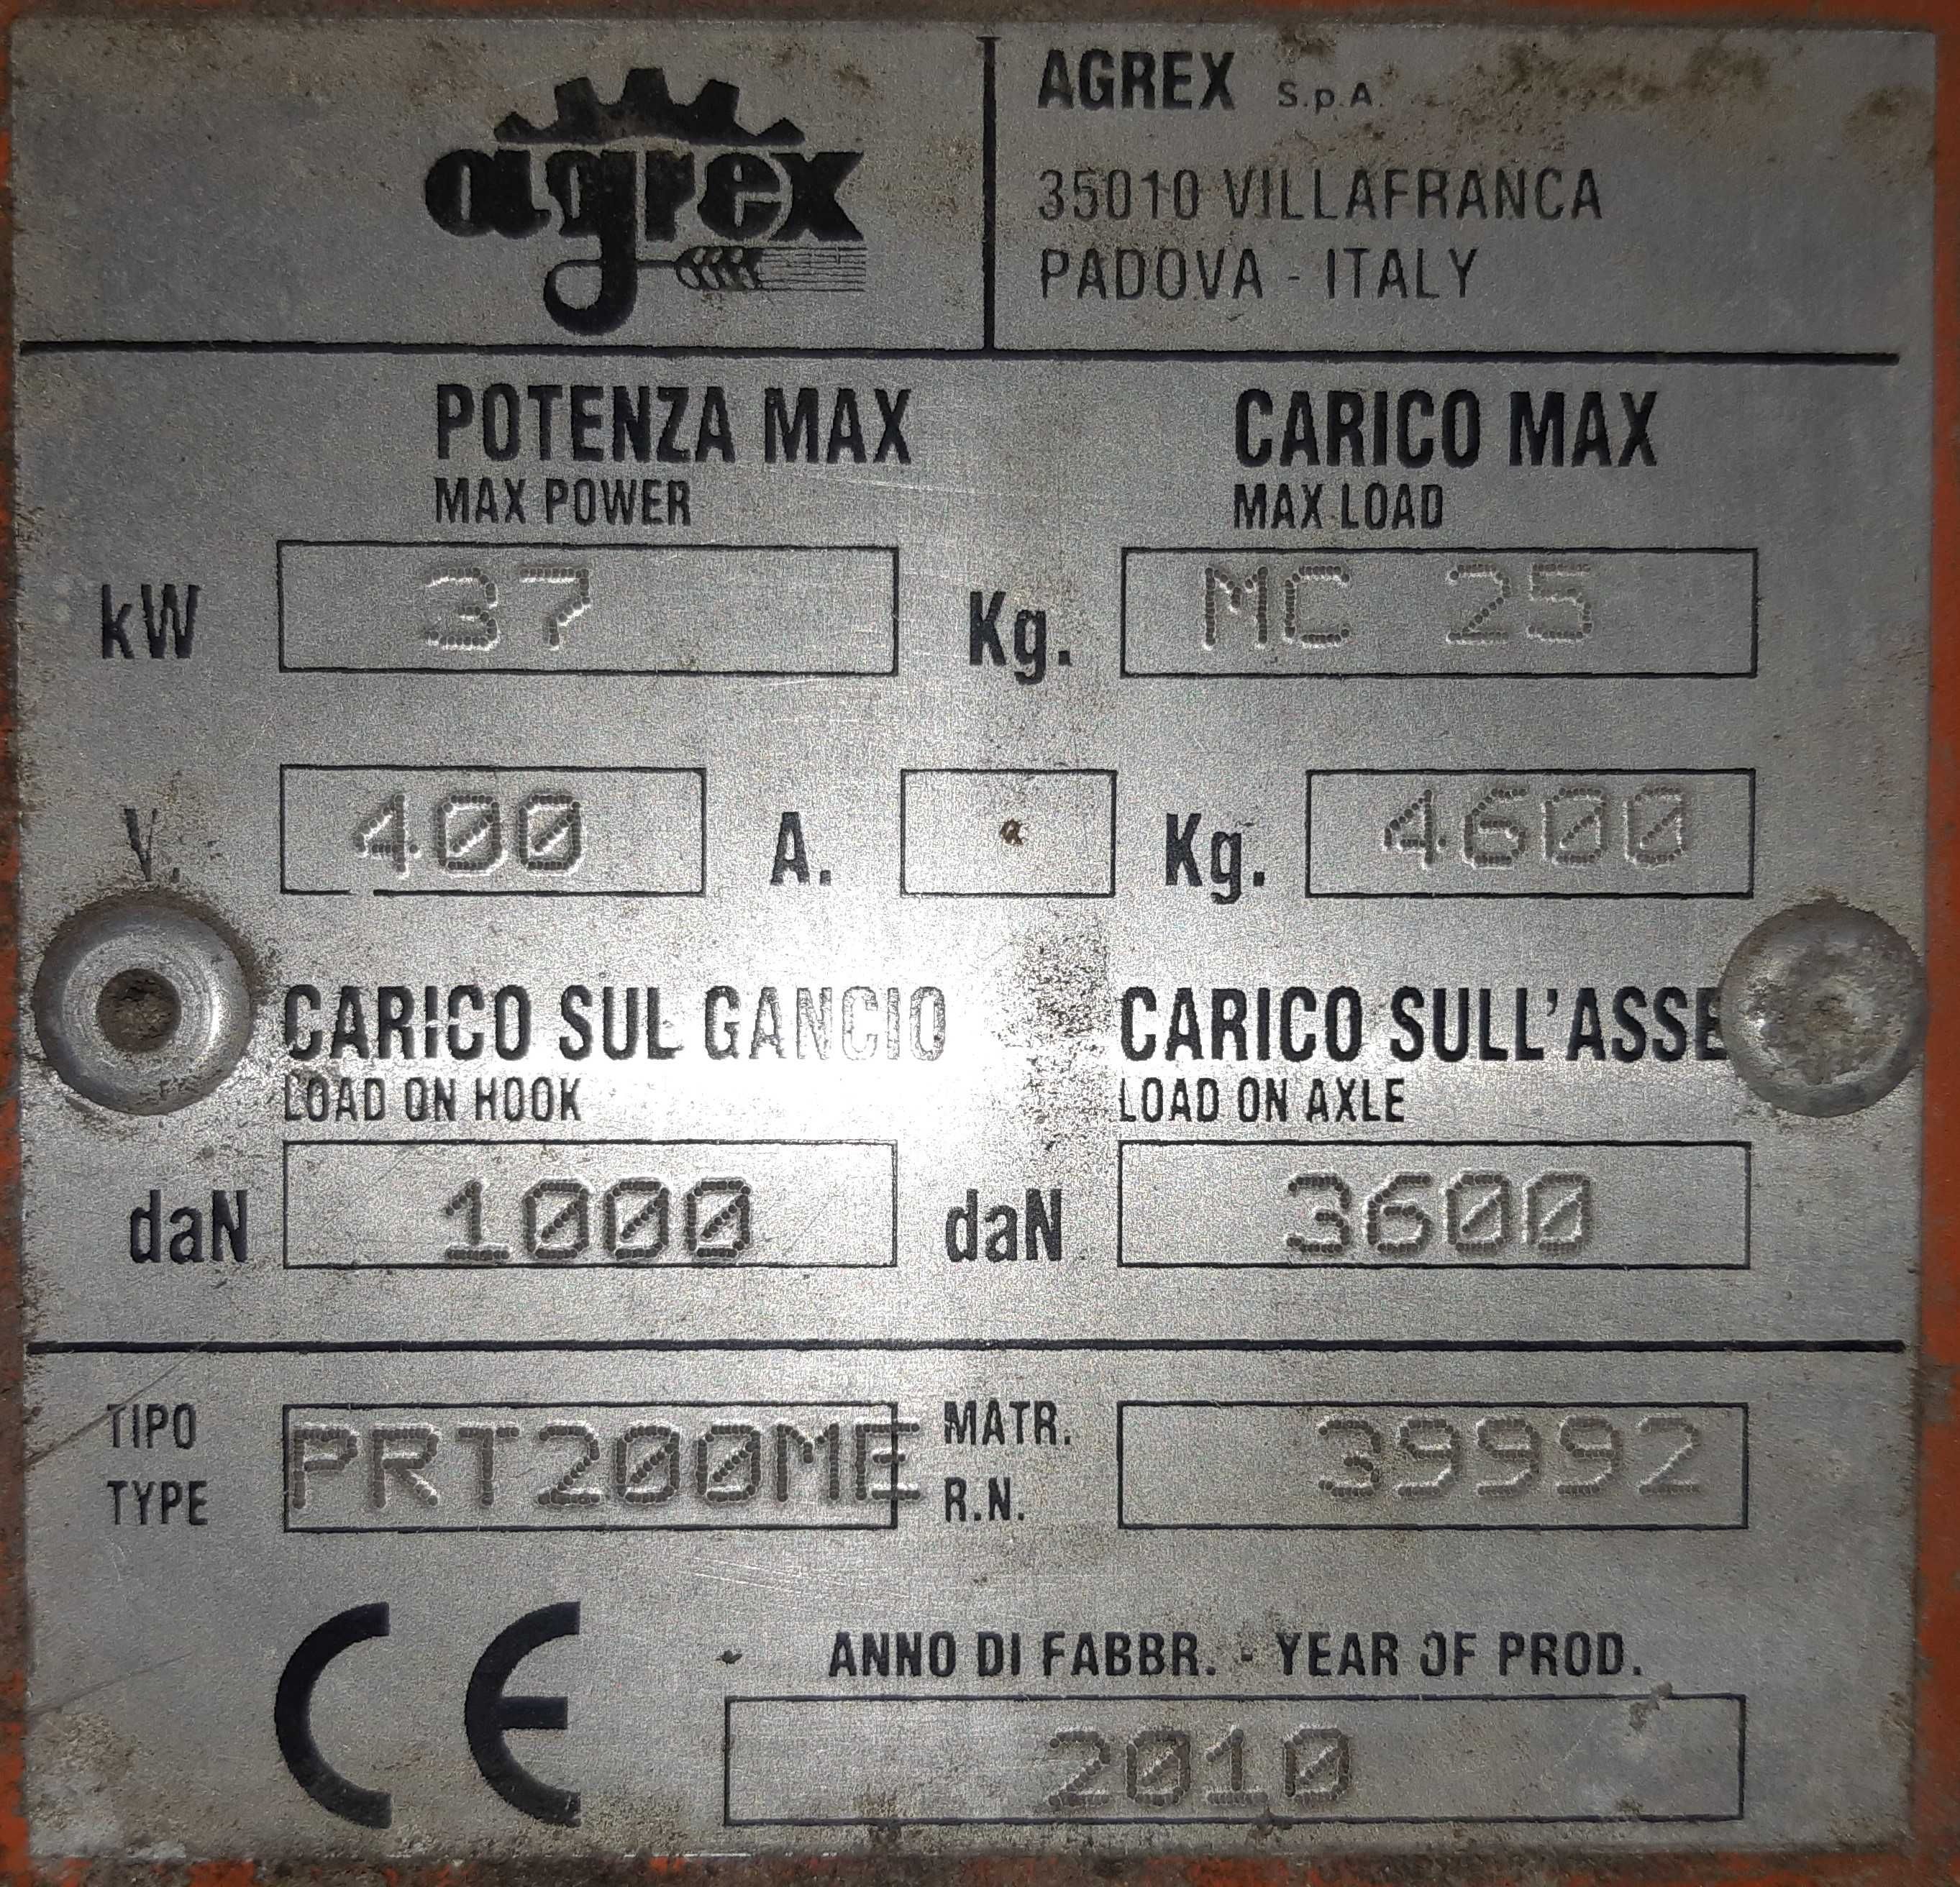 agrex
AGREX S.p.A.
35010 VILLAFRANCA
PADOVA - ITALY
POTENZA MAX
MAX POWER
CARICO MAX
MAX LOAD
kW 37 Kg. MC 25
V. 400 A. Kg. 4600
CARICO SUL GANCIO
LOAD ON HOOK
CARICO SULL'ASSE
LOAD ON AXLE
daN 1000 daN 3600
TIPO
TYPE
PRT200ME
MATR.
R.N.
39992
CE
ANNO DI FABBR. - YEAR OF PROD.
2010